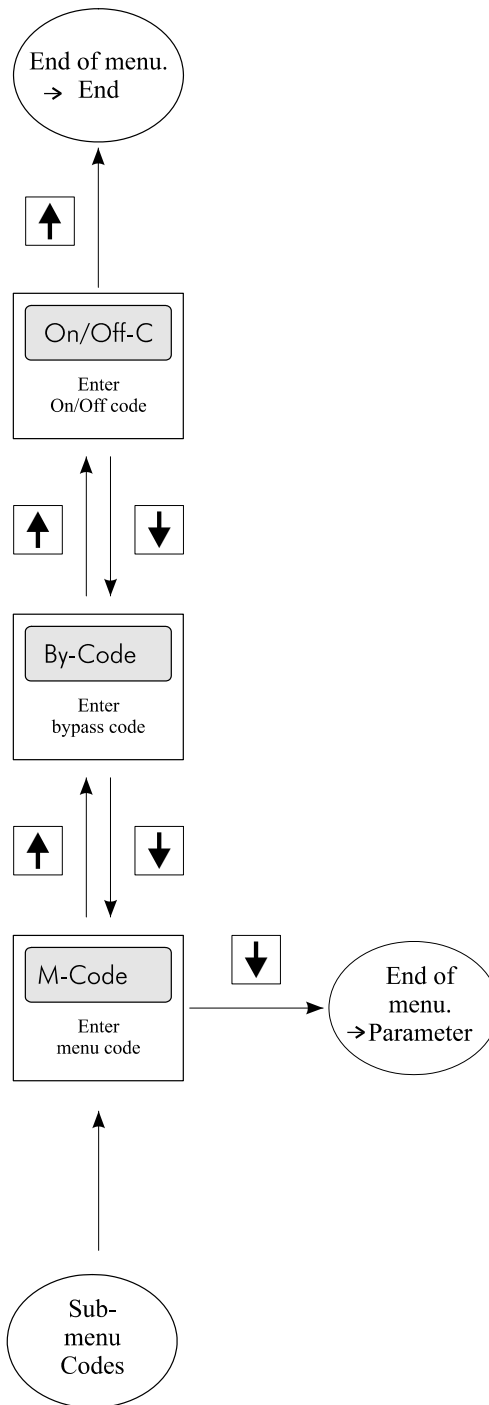 End of menu.
→ End
On/Off-C
Enter
On/Off code
By-Code
Enter
bypass code
M-Code
Enter
menu code
End of
menu.
→Parameter
Sub-
menu
Codes